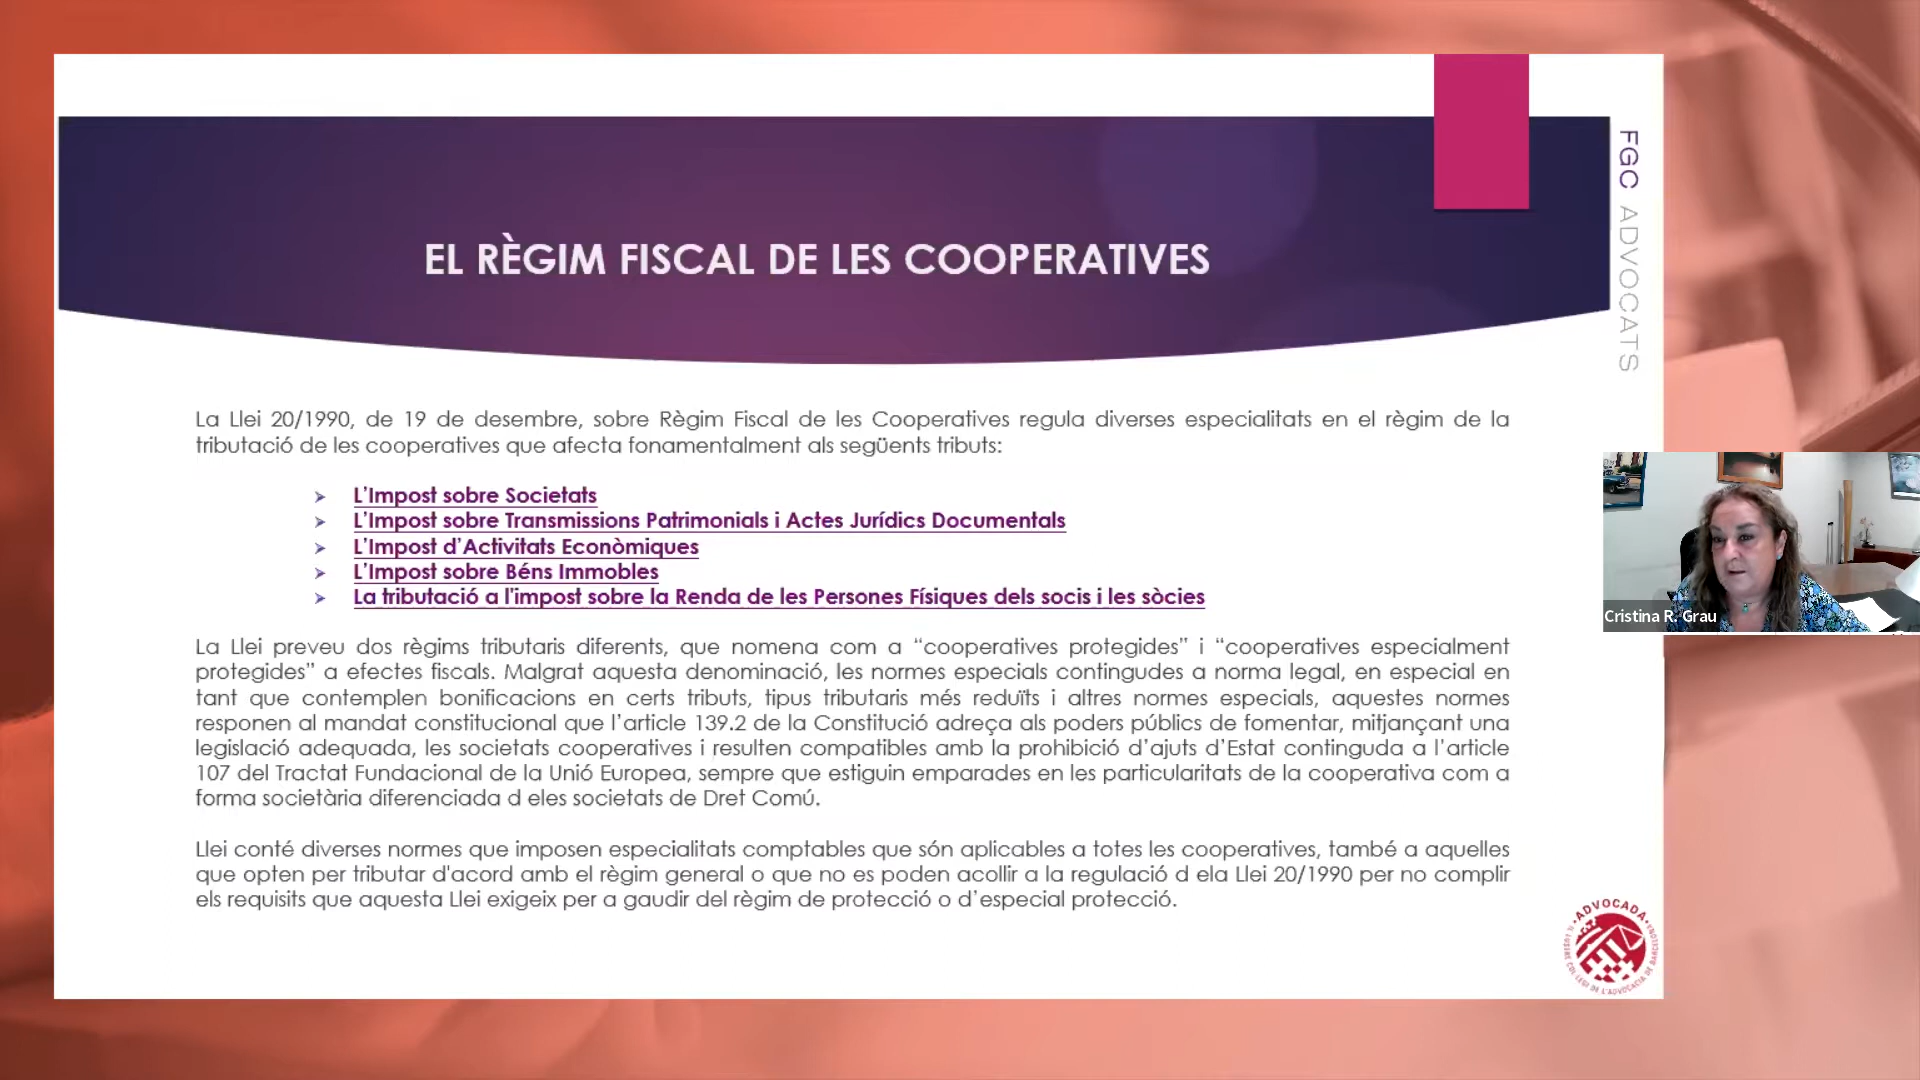 EL RÈGIM FISCAL DE LES COOPERATIVES
FGC ADVOCATS
La Llei 20/1990, de 19 de desembre, sobre Règim Fiscal de les Cooperatives regula diverses especialitats en el règim de la
tributació de les cooperatives que afecta fonamentalment als següents tributs:
L'Impost sobre Societats
L'Impost sobre Transmissions Patrimonials i Actes Jurídics Documentals
L'Impost d'Activitats Econòmiques
L'Impost sobre Béns Immobles
La tributació a l'impost sobre la Renda de les Persones Físiques dels socis i les sòcies
La Llei preveu dos règims tributaris diferents, que nomena com a “cooperatives protegides” i “cooperatives especialment
protegides” a efectes fiscals. Malgrat aquesta denominació, les normes especials contingudes a norma legal, en especial en
tant que contemplen bonificacions en certs tributs, tipus tributaris més reduïts i altres normes especials, aquestes normes
responen al mandat constitucional que l'article 139.2 de la Constitució adreça als poders públics de fomentar, mitjançant una
legislació adequada, les societats cooperatives i resulten compatibles amb la prohibició d'ajuts d'Estat continguda a l'article
107 del Tractat Fundacional de la Unió Europea, sempre que estiguin emparades en les particularitats de la cooperativa com a
forma societària diferenciada d eles societats de Dret Comú.
Llei conté diverses normes que imposen especialitats comptables que són aplicables a totes les cooperatives, també a aquelles
que opten per tributar d'acord amb el règim general o que no es poden acollir a la regulació d ela Llei 20/1990 per no complir
els requisits que aquesta Llei exigeix per a gaudir del règim de protecció o d'especial protecció.
Cristina R. Grau
ADVOCADA
IL·LUSTRE COL·LEGI DE L'ADVOCACIA DE BARCELONA